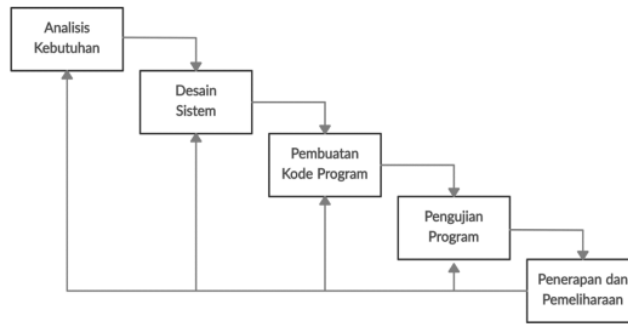 Analisis
Kebutuhan
Desain
Sistem
Pembuatan
Kode Program
Pengujian
Program
Penerapan dan
Pemeliharaan